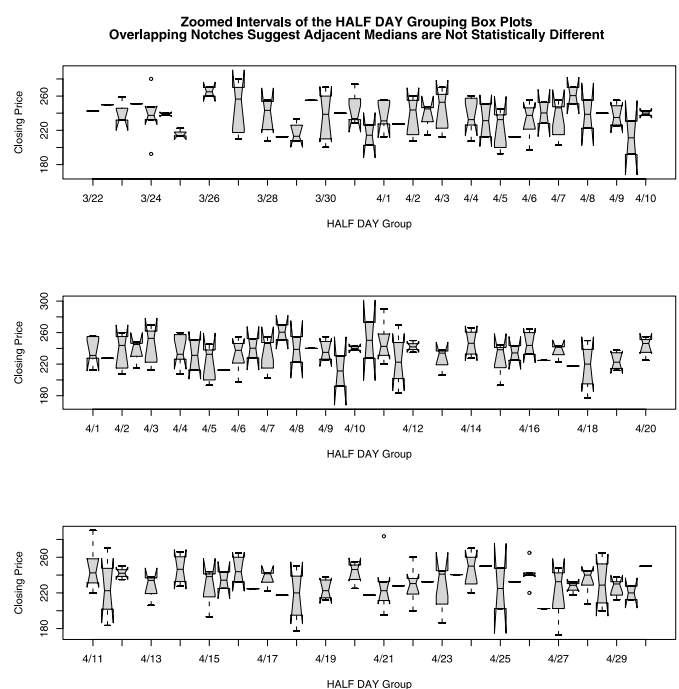 Zoomed Intervals of the HALF DAY Grouping Box Plots
Overlapping Notches Suggest Adjacent Medians are Not Statistically Different
Closing Price
260
220
180
3/22 3/24 3/26 3/28 3/30 4/1 4/2 4/3 4/4 4/5 4/6 4/7 4/8 4/9 4/10
HALF DAY Group
Closing Price
300
260
220
180
4/1 4/2 4/3 4/4 4/5 4/6 4/7 4/8 4/9 4/10 4/12 4/14 4/16 4/18 4/20
HALF DAY Group
Closing Price
260
220
180
4/11 4/13 4/15 4/17 4/19 4/21 4/23 4/25 4/27 4/29
HALF DAY Group